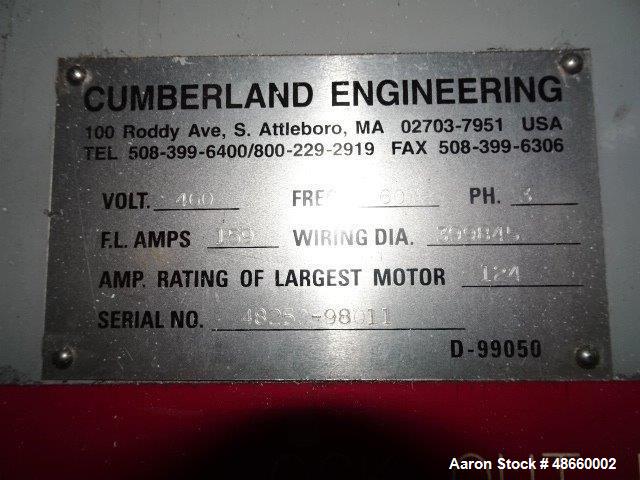 CUMBERLAND ENGINEERING
100 Roddy Ave, S. Attleboro, MA 02703-7951 USA
TEL 508-399-6400/800-229-2919 FAX 508-399-6306
VOLT. 460 FREQ. 60 PH. 3
F.L. AMPS 159 WIRING DIA. 399845
AMP. RATING OF LARGEST MOTOR 124
SERIAL NO.
D-99050
OUT
Aaron Stock # 48660002